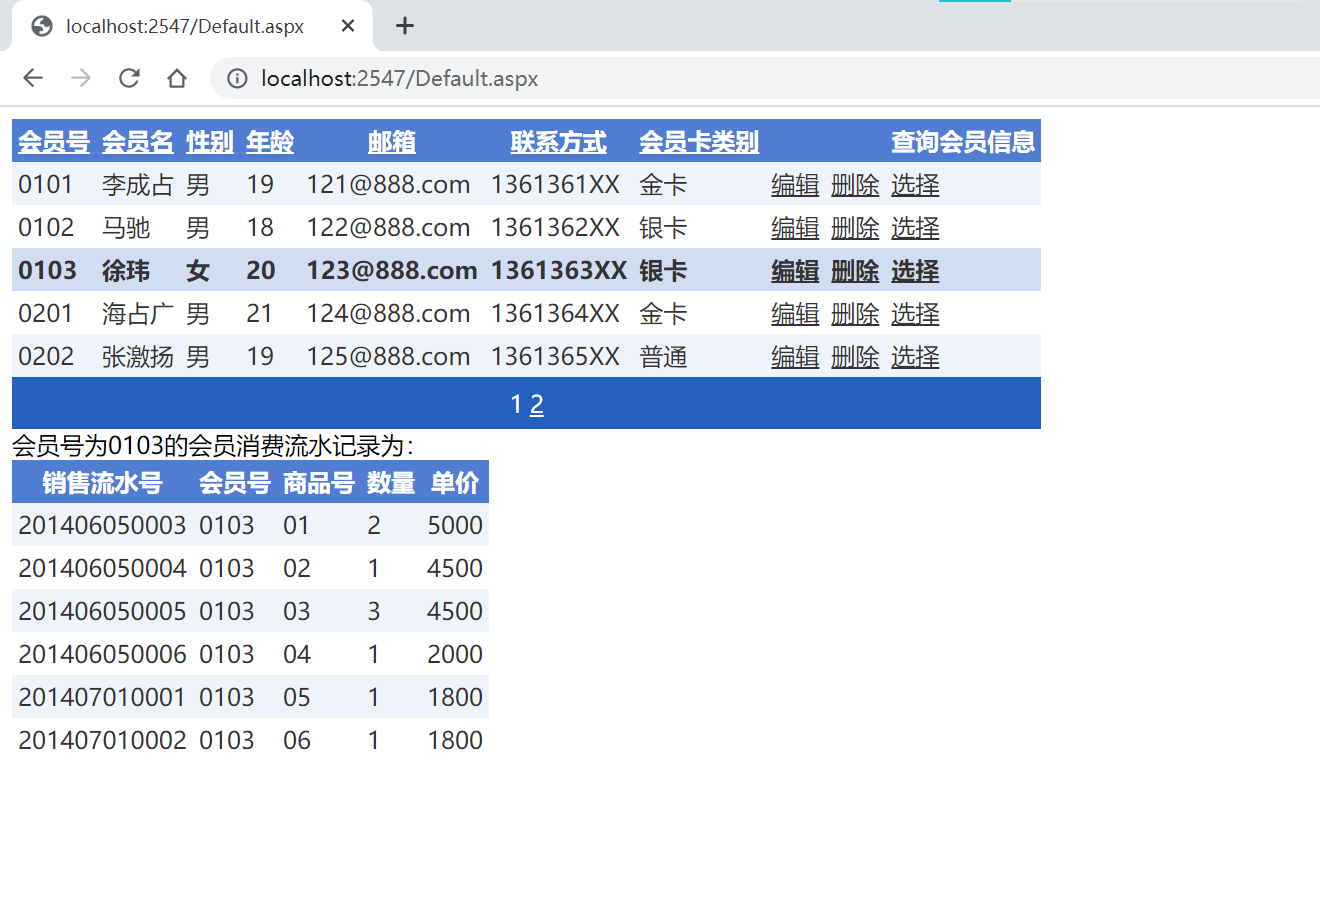 localhost:2547/Default.aspx
localhost:2547/Default.aspx
会员号 会员名 性别 年龄 邮箱 联系方式 会员卡类别 查询会员信息
0101 李成占 男 19 121@888.com 1361361XX 金卡 编辑 删除 选择
0102 马驰 男 18 122@888.com 1361362XX 银卡 编辑 删除 选择
0103 徐玮 女 20 123@888.com 1361363XX 银卡 编辑 删除 选择
0201 海占广 男 21 124@888.com 1361364XX 金卡 编辑 删除 选择
0202 张激扬 男 19 125@888.com 1361365XX 普通 编辑 删除 选择
1 2
会员号为0103的会员消费流水记录为：
销售流水号 会员号 商品号 数量 单价
201406050003 0103 01 2 5000
201406050004 0103 02 1 4500
201406050005 0103 03 3 4500
201406050006 0103 04 1 2000
201407010001 0103 05 1 1800
201407010002 0103 06 1 1800